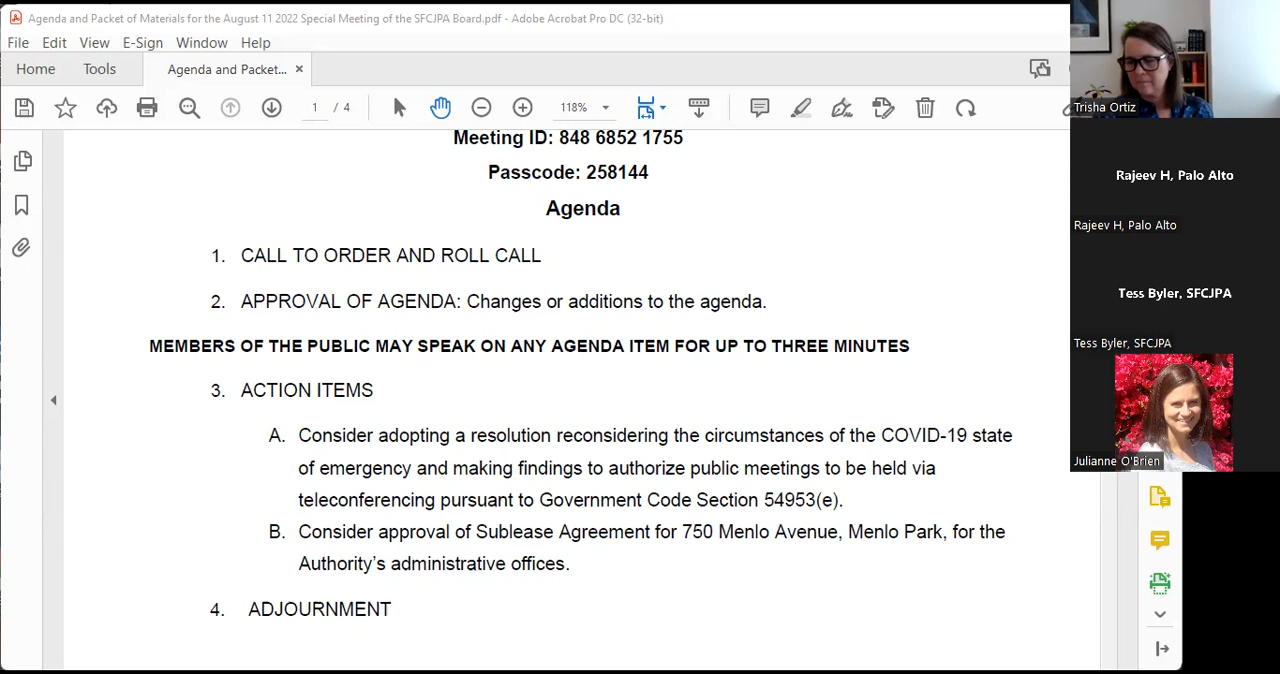 Agenda and Packet of Materials for the August 11 2022 Special Meeting of the SFCJPA Board.pdf - Adobe Acrobat Pro DC (32-bit)
File Edit View E-Sign Window Help
Home Tools Agenda and Packet... ×
1 / 4 118%
Meeting ID: 848 6852 1755
Passcode: 258144
Agenda
1. CALL TO ORDER AND ROLL CALL
2. APPROVAL OF AGENDA: Changes or additions to the agenda.
MEMBERS OF THE PUBLIC MAY SPEAK ON ANY AGENDA ITEM FOR UP TO THREE MINUTES
3. ACTION ITEMS
A. Consider adopting a resolution reconsidering the circumstances of the COVID-19 state
of emergency and making findings to authorize public meetings to be held via
teleconferencing pursuant to Government Code Section 54953(e).
B. Consider approval of Sublease Agreement for 750 Menlo Avenue, Menlo Park, for the
Authority's administrative offices.
4. ADJOURNMENT
Trisha Ortiz
Rajeev H, Palo Alto
Rajeev H, Palo Alto
Tess Byler, SFCJPA
Tess Byler, SFCJPA
Julianne O'Brien